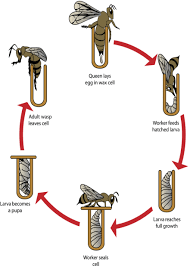 Queen lays
egg in wax cell
Worker feeds
hatched larva
Larva reaches
full growth
Worker seals
cell
Larva becomes
a pupa
Adult wasp
leaves cell